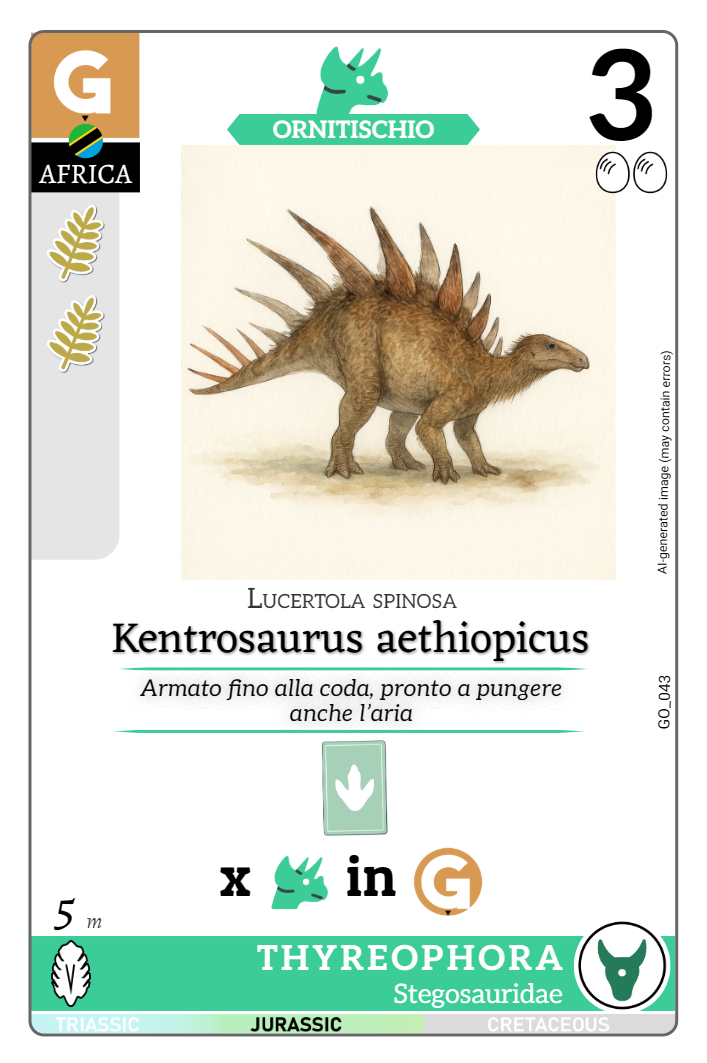 G
AFRICA
ORNITISCHIO
3
AI-generated image (may contain errors)
Lucertola spinosa
Kentrosaurus aethiopicus
Armato fino alla coda, pronto a pungere
anche l'aria
GO_043
x in G
5 m
THYREOPHORA
Stegosauridae
TRIASSIC JURASSIC CRETACEOUS